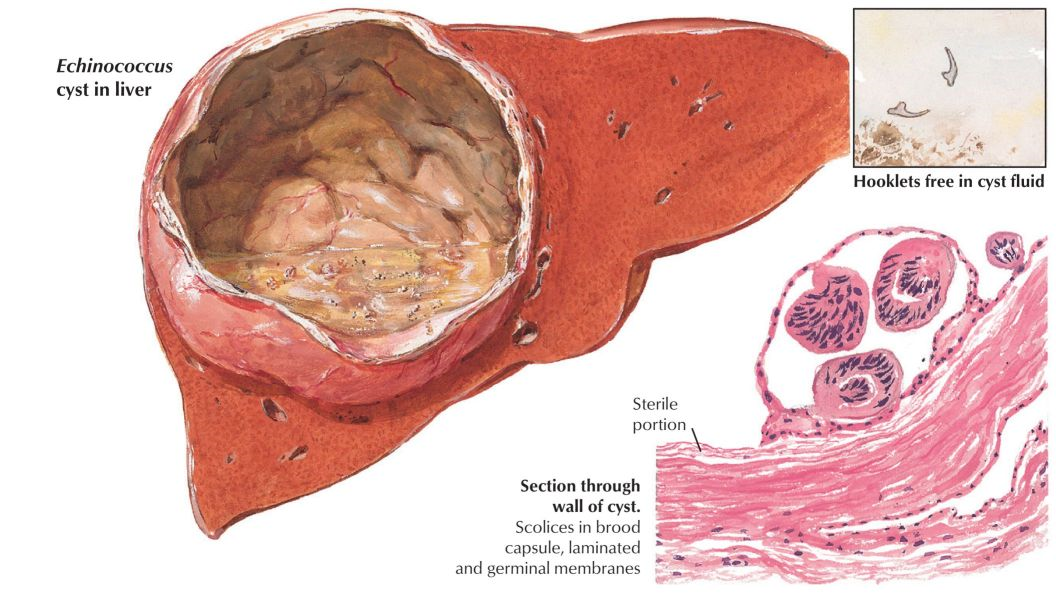 Echinococcus
cyst in liver
Hooklets free in cyst fluid
Sterile
portion
Section through
wall of cyst.
Scolices in brood
capsule, laminated
and germinal membranes